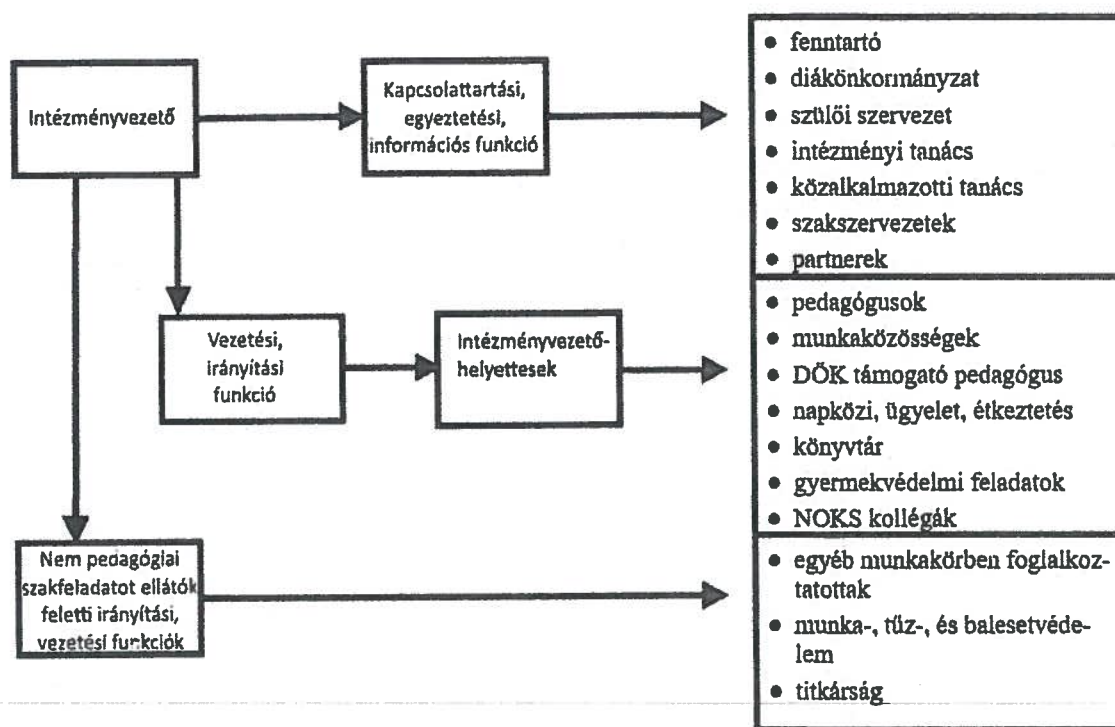 Intézményvezető
Kapcsolattartási,
egyeztetési,
információs funkció
• fenntartó
• diákönkormányzat
• szülői szervezet
• intézményi tanács
• közalkalmazotti tanács
• szakszervezetek
• partnerek
Vezetési,
irányítási
funkció
Intézményvezető-
helyettesek
• pedagógusok
• munkaközösségek
• DÖK támogató pedagógus
• napközi, ügyelet, étkeztetés
• könyvtár
• gyermekvédelmi feladatok
• NOKS kollégák
Nem pedagógiai
szakfeladatot ellátók
feletti irányítási,
vezetési funkciók
• egyéb munkakörben foglalkoz-
tatottak
• munka-, tűz-, és balesetvéde-
lem
• titkárság